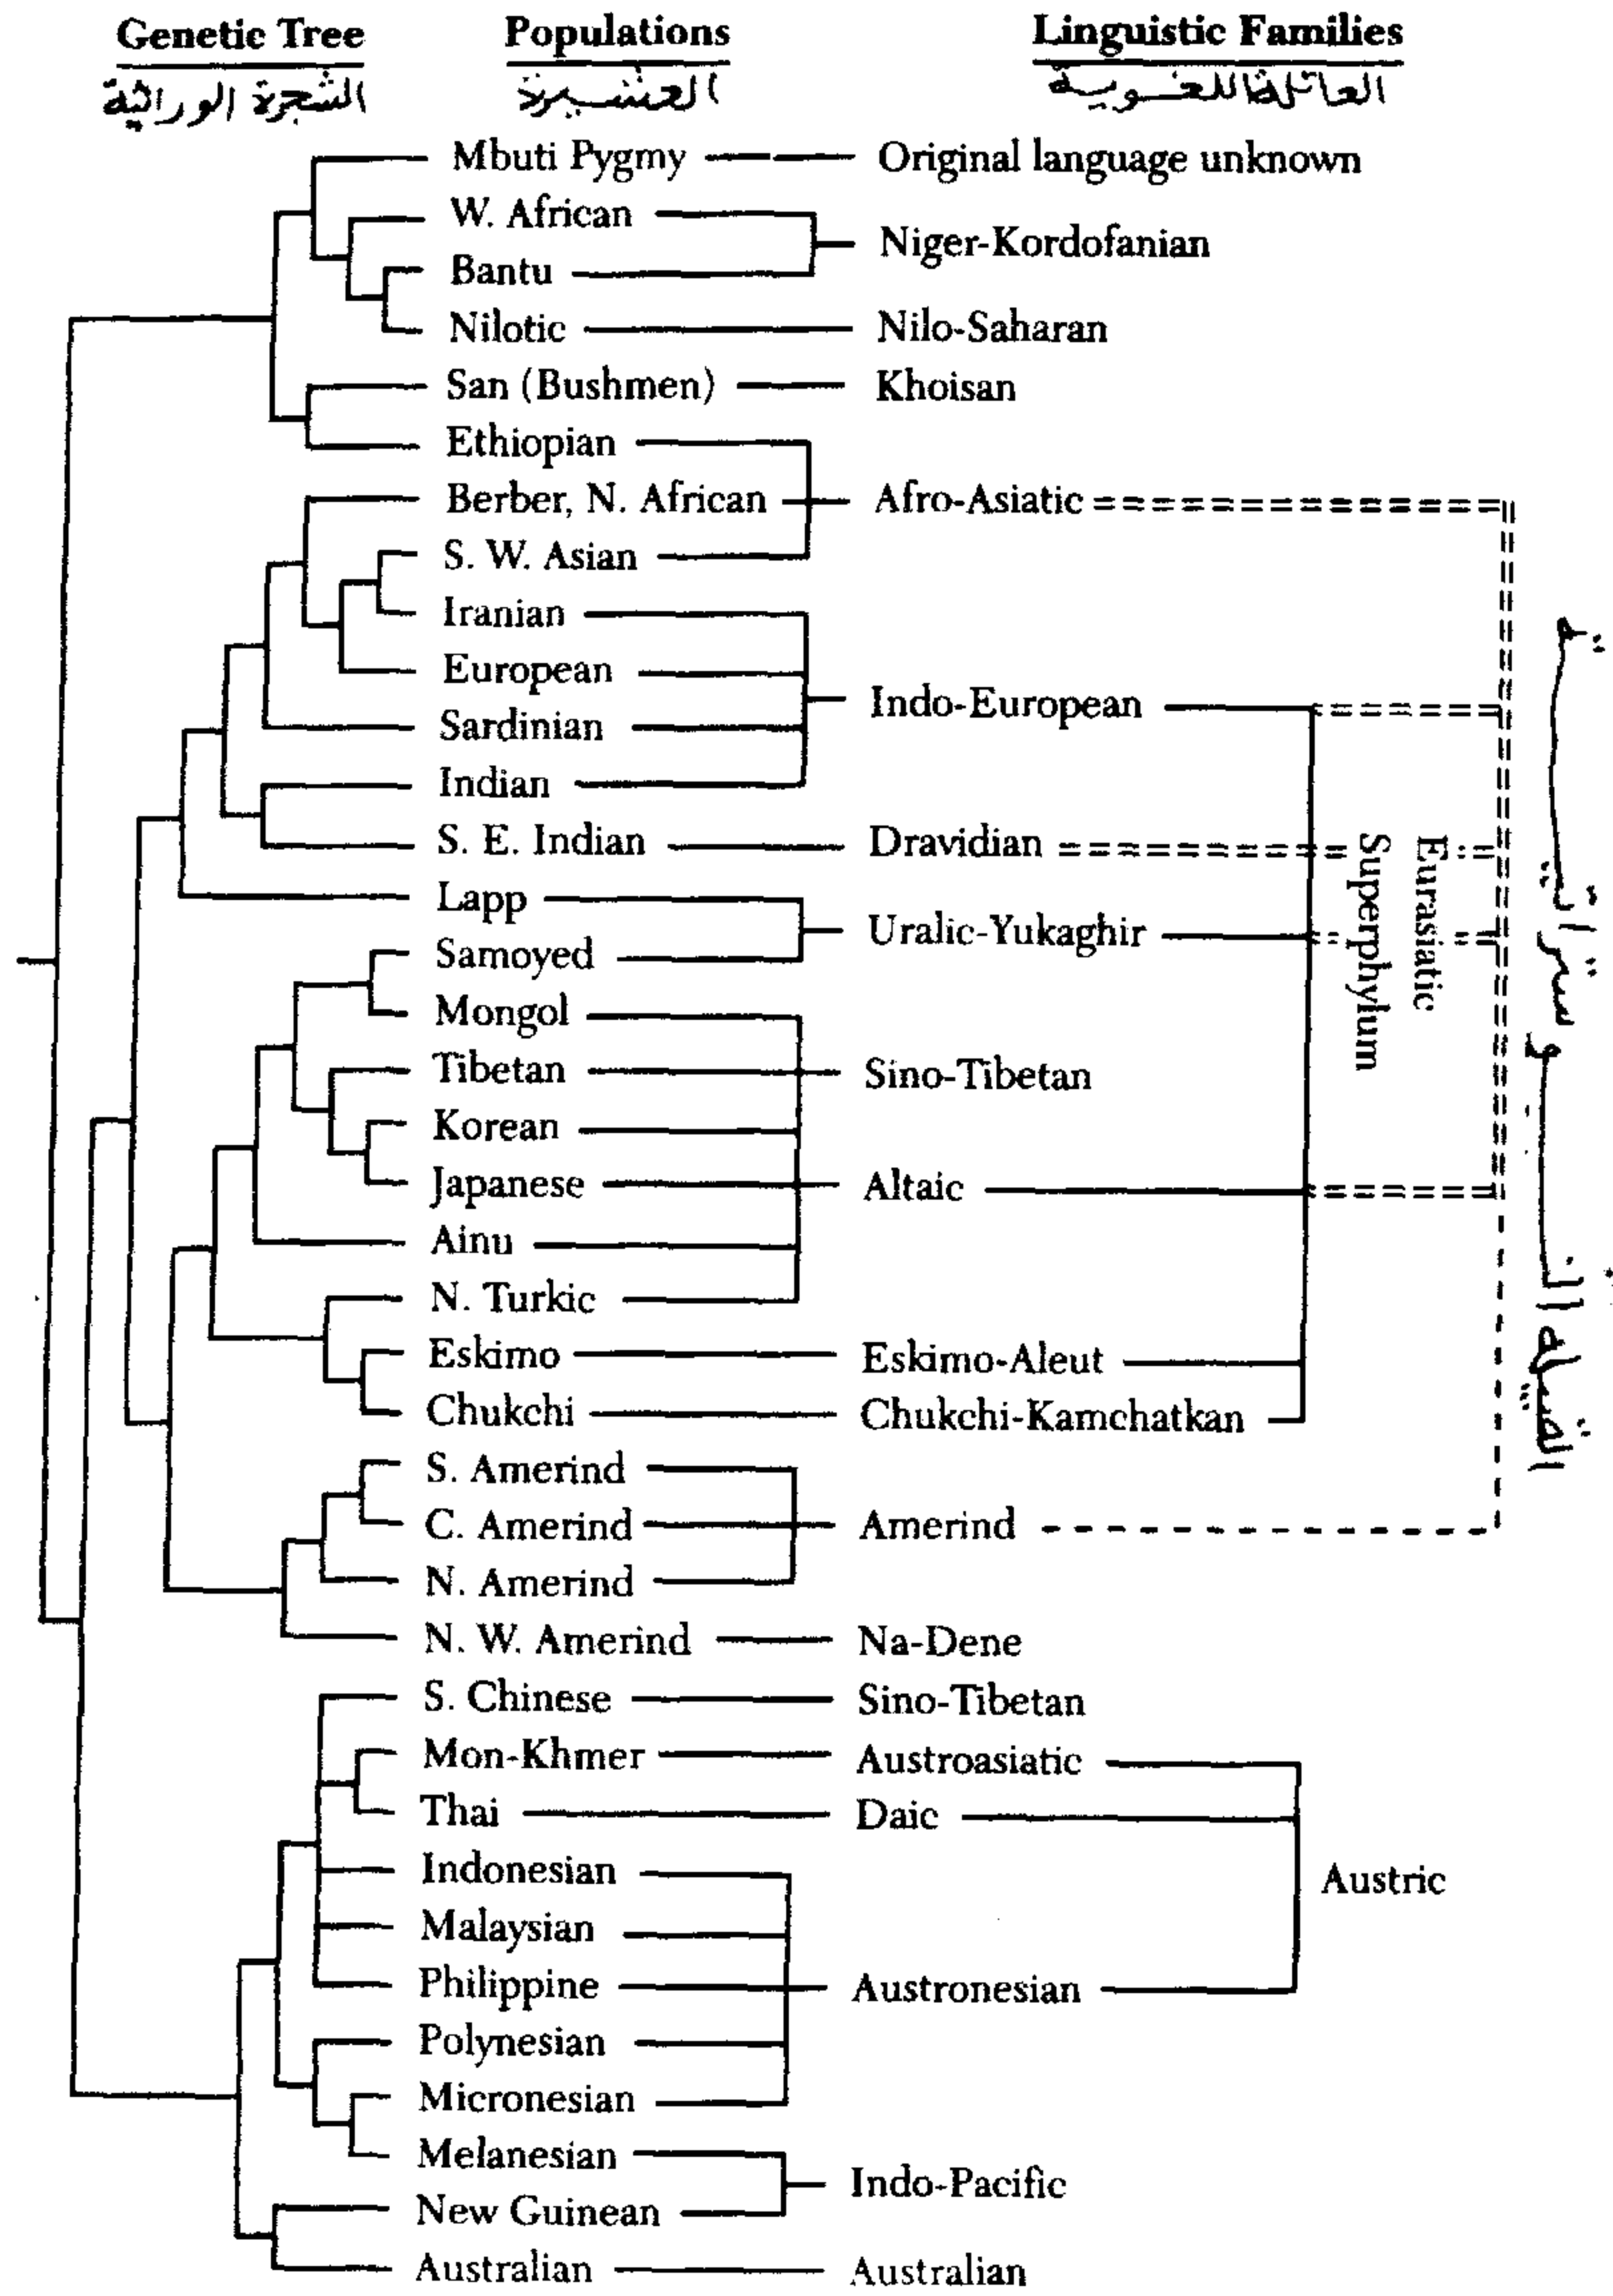 Genetic Tree Populations Linguistic Families
الشجرة الوراثية العشيرة العائلة اللغوية
Mbuti Pygmy Original language unknown
W. African
Niger-Kordofanian
Bantu
Nilotic Nilo-Saharan
San (Bushmen) Khoisan
Ethiopian
Berber, N. African Afro-Asiatic
S. W. Asian
Iranian
European
Indo-European
Sardinian
Indian
S. E. Indian Dravidian
Eurasiatic
Superphylum
Lapp
Uralic-Yukaghir
Samoyed
Mongol
Tibetan Sino-Tibetan
Korean
Japanese Altaic
Ainu
N. Turkic
Eskimo Eskimo-Aleut
Chukchi Chukchi-Kamchatkan
S. Amerind
C. Amerind Amerind
N. Amerind
N. W. Amerind Na-Dene
S. Chinese Sino-Tibetan
Mon-Khmer Austroasiatic
Thai Daic
Indonesian
Austric
Malaysian
Philippine Austronesian
Polynesian
Micronesian
Melanesian
Indo-Pacific
New Guinean
Australian Australian